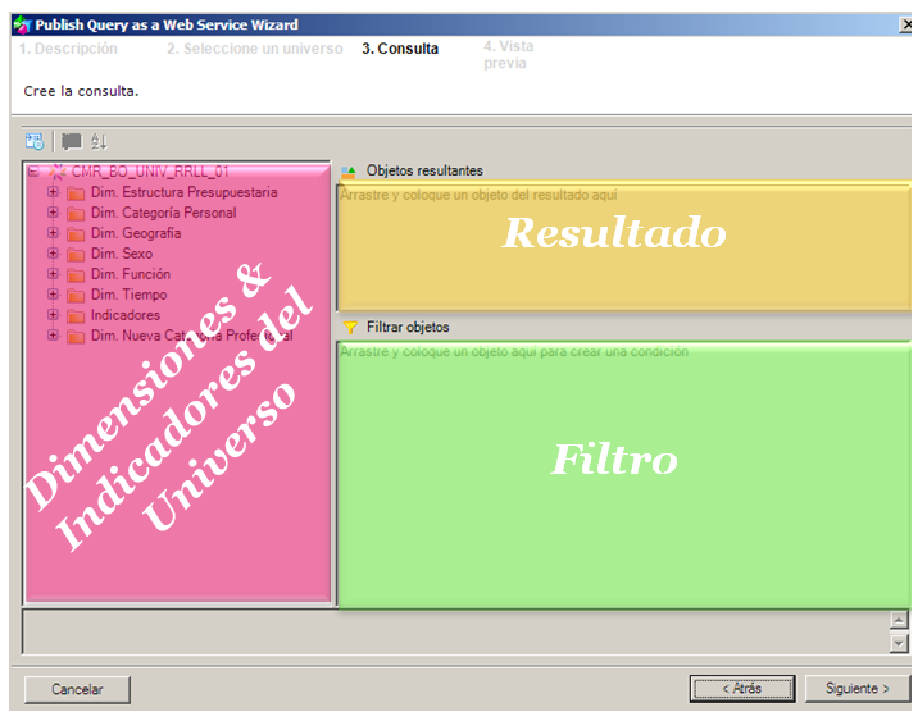 Publish Query as a Web Service Wizard
1. Descripción 2. Seleccione un universo 3. Consulta 4. Vista previa
Cree la consulta.
CMR_BO_UNIV_RRLL_01
Dim. Estructura Presupuestaria
Dim. Categoría Personal
Dim. Geografía
Dim. Sexo
Dim. Función
Dim. Tiempo
Indicadores
Dim. Nueva Categoría Profesional
Dimensiones &
Indicadores del
Universo
Objetos resultantes
Arrastre y coloque un objeto del resultado aquí
Resultado
Filtrar objetos
Arrastre y coloque un objeto aquí para crear una condición
Filtro
Cancelar
< Atrás
Siguiente >